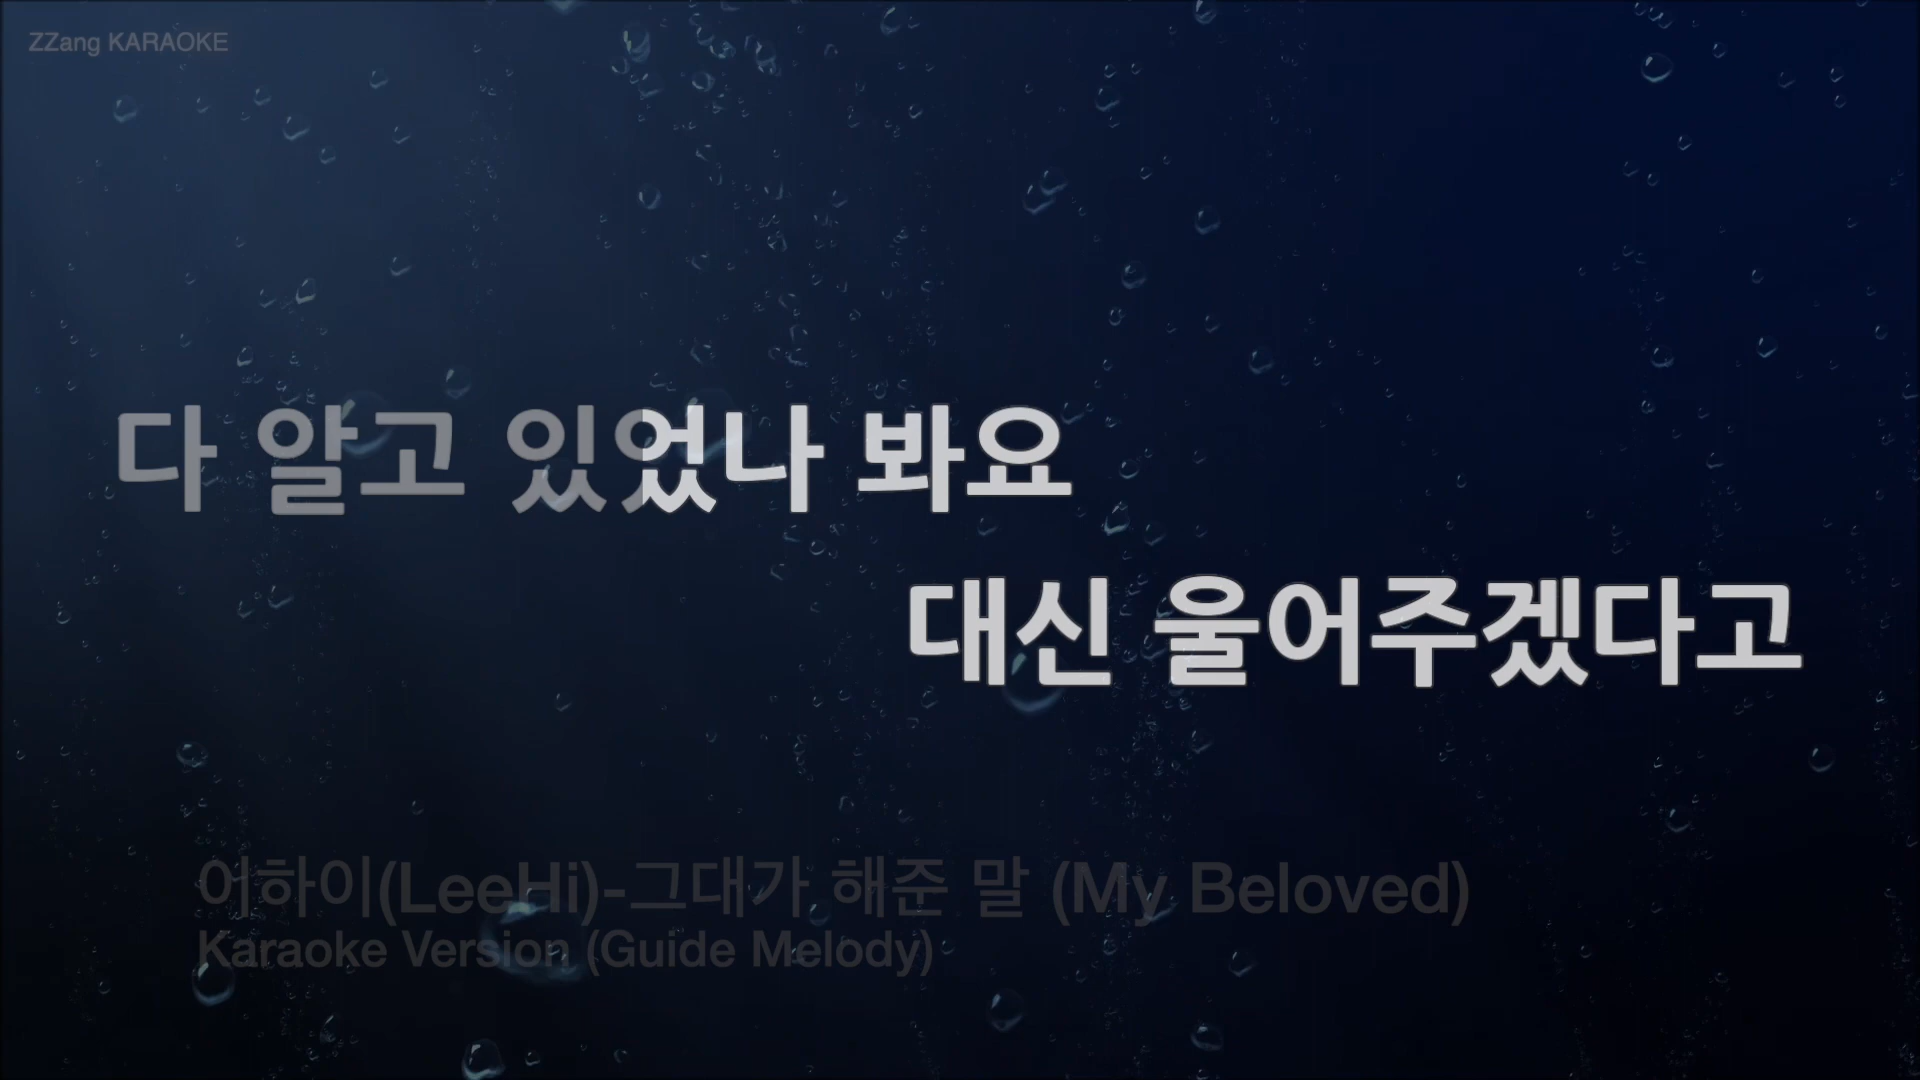 ZZang KARAOKE
다 알고 있었나 봐요
대신 울어주겠다고
이하이(LeeHi)-그대가 해준 말 (My Beloved)
Karaoke Version (Guide Melody)